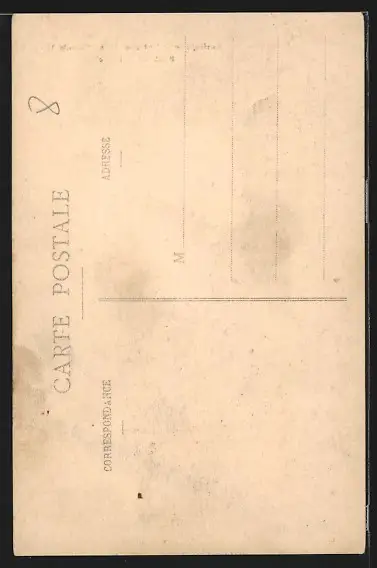 8
CARTE POSTALE
CORRESPONDANCE
ADRESSE
M